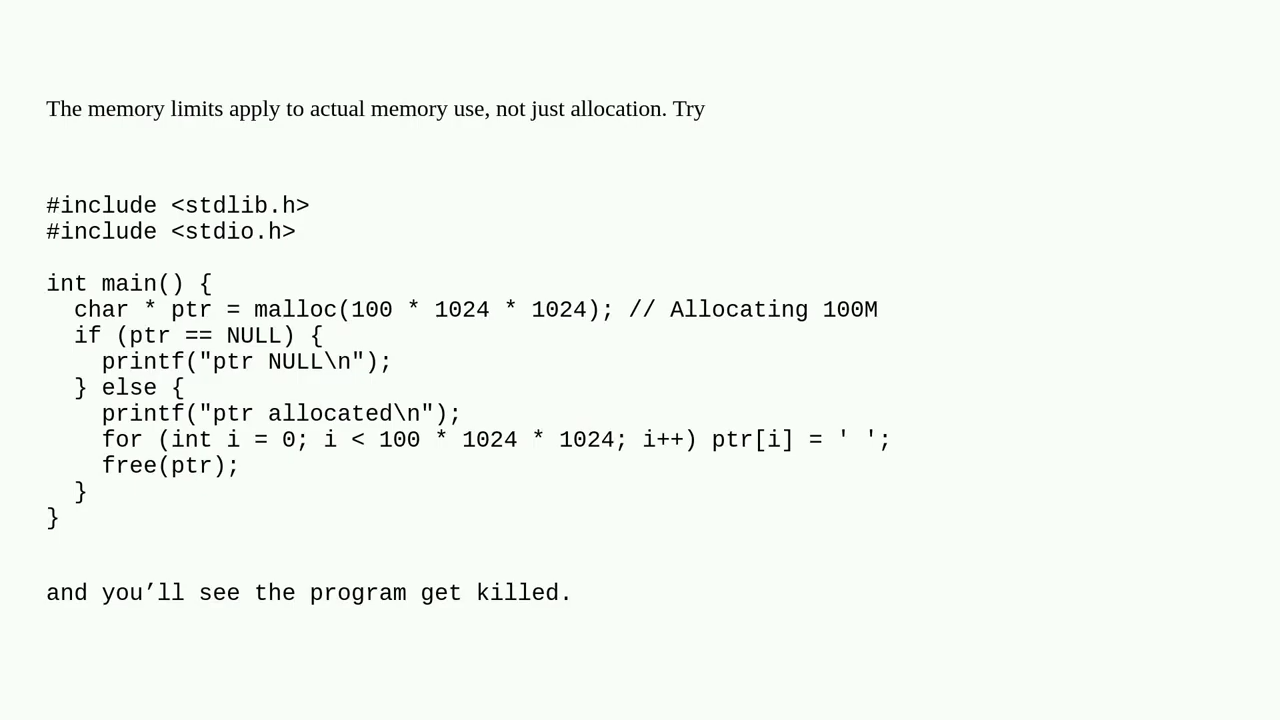 The memory limits apply to actual memory use, not just allocation. Try
#include <stdlib.h>
#include <stdio.h>
int main() {
  char * ptr = malloc(100 * 1024 * 1024); // Allocating 100M
  if (ptr == NULL) {
    printf("ptr NULL\n");
  } else {
    printf("ptr allocated\n");
    for (int i = 0; i < 100 * 1024 * 1024; i++) ptr[i] = ' ';
    free(ptr);
  }
}
and you’ll see the program get killed.